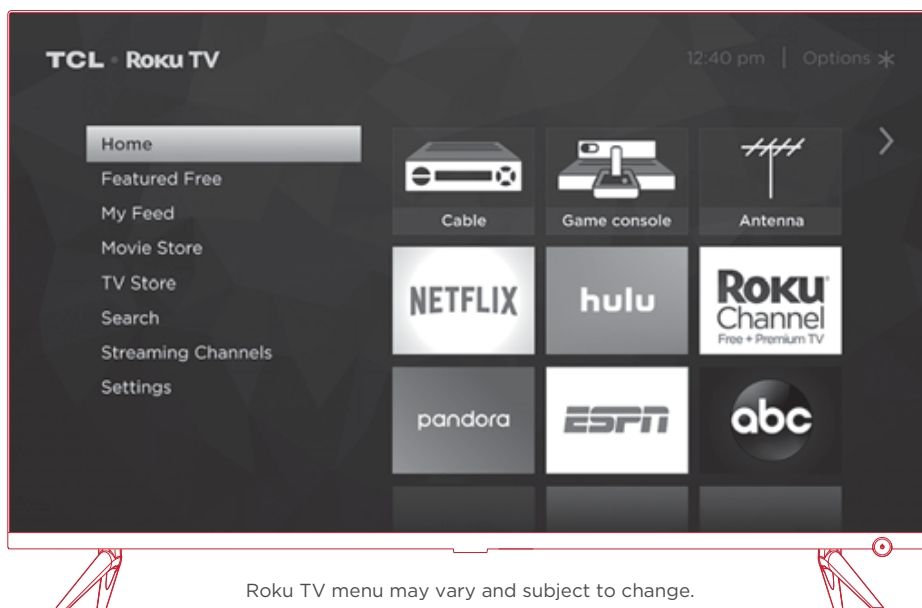 TCL • Roku TV
12:40 pm | Options *
Home
Featured Free
My Feed
Movie Store
TV Store
Search
Streaming Channels
Settings
Cable
Game console
Antenna
NETFLIX
hulu
Roku
Channel
Free + Premium TV
pandora
ESPN
abc
Roku TV menu may vary and subject to change.